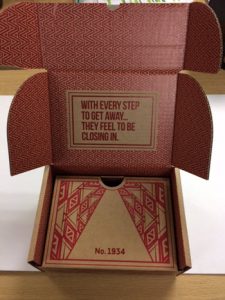 WITH EVERY STEP
TO GET AWAY...
THEY FEEL TO BE
CLOSING IN.
No. 1934